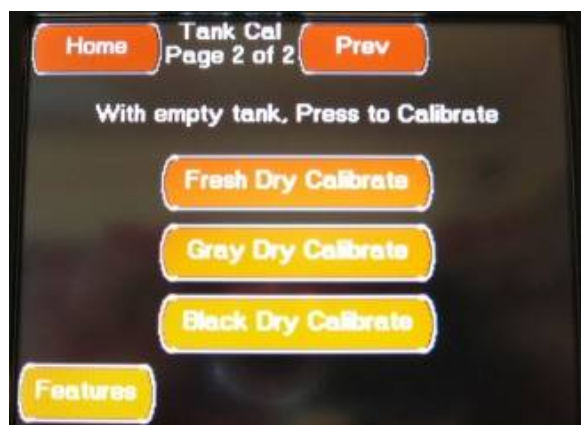 Home
Tank Cal
Page 2 of 2
Prev
With empty tank, Press to Calibrate
Fresh Dry Calibrate
Gray Dry Calibrate
Black Dry Calibrate
Features